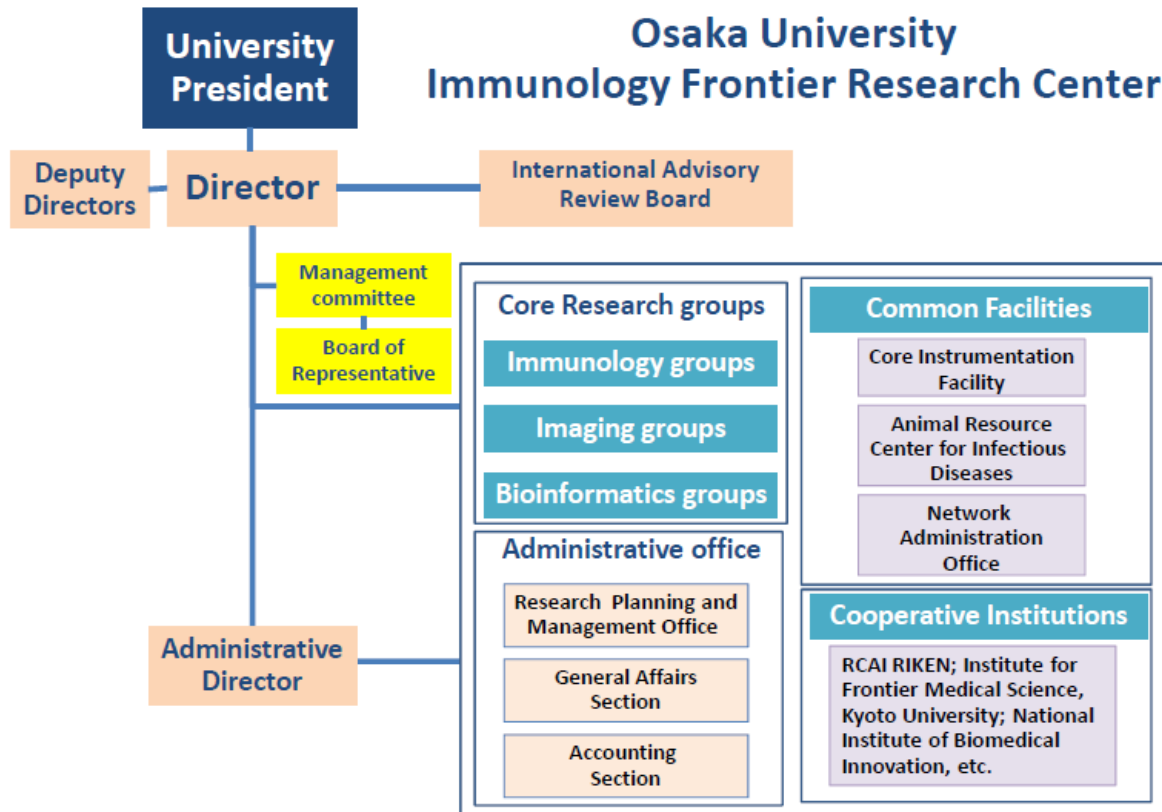 University
President
Osaka University
Immunology Frontier Research Center
Deputy
Directors
Director
International Advisory
Review Board
Management
committee
Board of
Representative
Core Research groups
Immunology groups
Imaging groups
Bioinformatics groups
Common Facilities
Core Instrumentation
Facility
Animal Resource
Center for Infectious
Diseases
Network
Administration
Office
Administrative
Director
Administrative office
Research Planning and
Management Office
General Affairs
Section
Accounting
Section
Cooperative Institutions
RCAI RIKEN; Institute for
Frontier Medical Science,
Kyoto University; National
Institute of Biomedical
Innovation, etc.